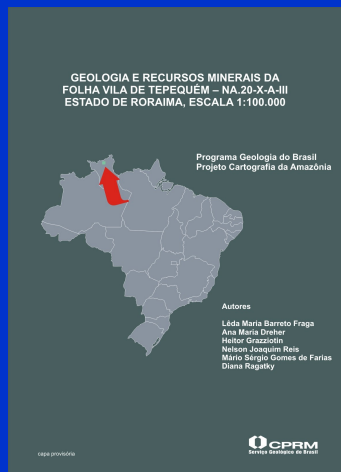 GEOLOGIA E RECURSOS MINERAIS DA
FOLHA VILA DE TEPEQUÉM – NA.20-X-A-III
ESTADO DE RORAIMA, ESCALA 1:100.000
Programa Geologia do Brasil
Projeto Cartografia da Amazônia
Autores
Lêda Maria Barreto Fraga
Ana Maria Dreher
Heitor Grazziotin
Nelson Joaquim Reis
Mário Sérgio Gomes de Farias
Diana Ragatky
capa provisória
CPRM
Serviço Geológico do Brasil